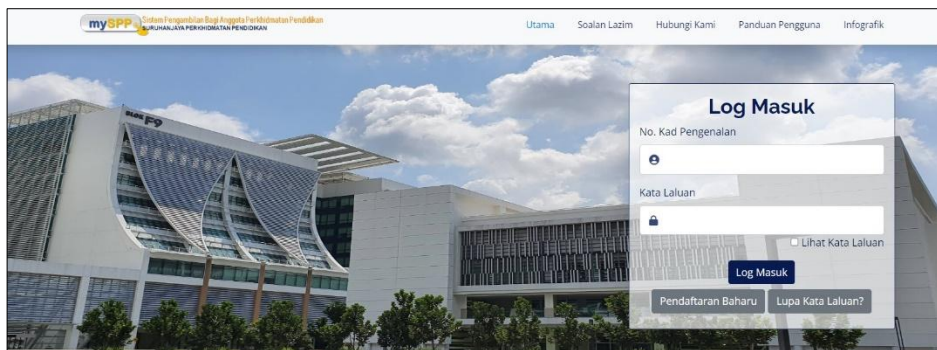 mySPP Sistem Pengambilan Bagi Anggota Perkhidmatan Pendidikan
SURUHANJAYA PERKHIDMATAN PENDIDIKAN
Utama Soalan Lazim Hubungi Kami Panduan Pengguna Infografik
BLOK F9
Log Masuk
No. Kad Pengenalan
Kata Laluan
Lihat Kata Laluan
Log Masuk
Pendaftaran Baharu Lupa Kata Laluan?